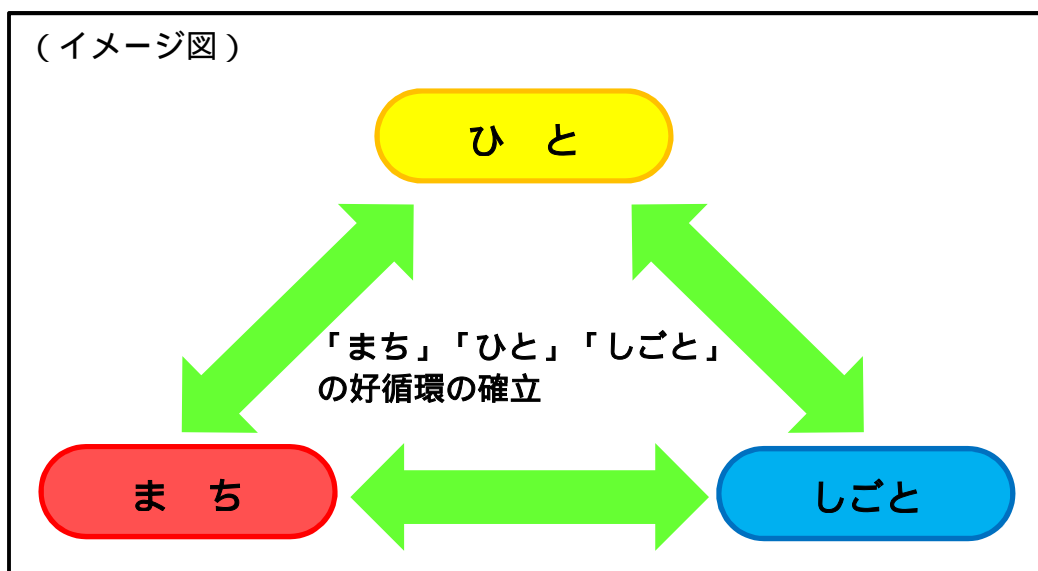 （イメージ図）
ひ　と
「まち」「ひと」「しごと」
の好循環の確立
ま　ち
しごと